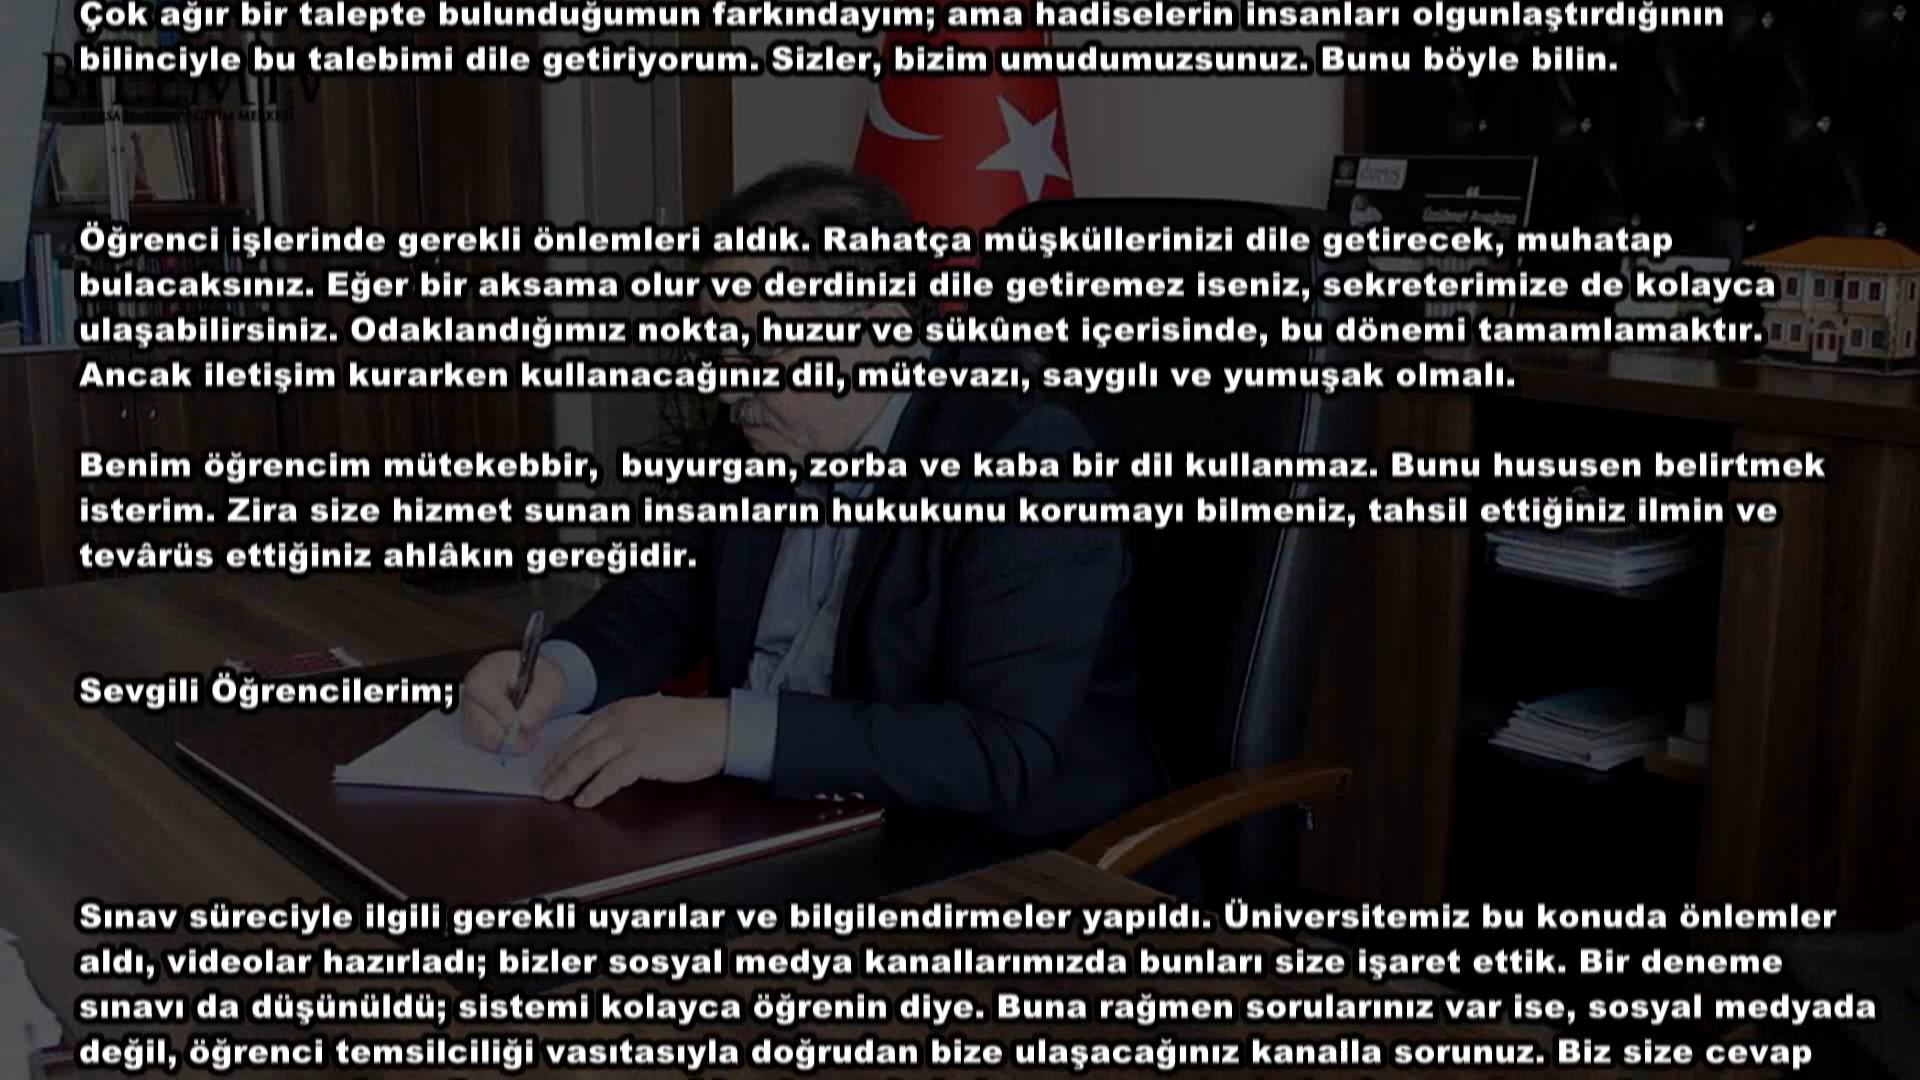 Çok ağır bir talepte bulunduğumun farkındayım; ama hadiselerin insanları olgunlaştırdığının
bilinciyle bu talebimi dile getiriyorum. Sizler, bizim umudumuzsunuz. Bunu böyle bilin.
Öğrenci işlerinde gerekli önlemleri aldık. Rahatça müşküllerinizi dile getirecek, muhatap
bulacaksınız. Eğer bir aksama olur ve derdinizi dile getiremez iseniz, sekreterimize de kolayca
ulaşabilirsiniz. Odaklandığımız nokta, huzur ve sükûnet içerisinde, bu dönemi tamamlamaktır.
Ancak iletişim kurarken kullanacağınız dil, mütevazı, saygılı ve yumuşak olmalı.
Benim öğrencim mütekebbir,  buyurgan, zorba ve kaba bir dil kullanmaz. Bunu hususen belirtmek
isterim. Zira size hizmet sunan insanların hukukunu korumayı bilmeniz, tahsil ettiğiniz ilmin ve
tevârüs ettiğiniz ahlâkın gereğidir.
Sevgili Öğrencilerim;
Sınav süreciyle ilgili gerekli uyarılar ve bilgilendirmeler yapıldı. Üniversitemiz bu konuda önlemler
aldı, videolar hazırladı; bizler sosyal medya kanallarımızda bunları size işaret ettik. Bir deneme
sınavı da düşünüldü; sistemi kolayca öğrenin diye. Buna rağmen sorularınız var ise, sosyal medyada
değil, öğrenci temsilciliği vasıtasıyla doğrudan bize ulaşacağınız kanalla sorunuz. Biz size cevap